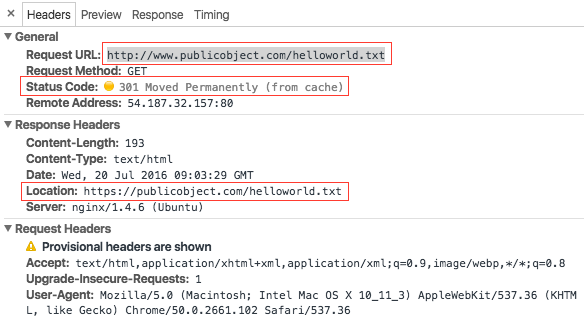 × Headers Preview Response Timing
▼ General
Request URL: http://www.publicobject.com/helloworld.txt
Request Method: GET
Status Code: 301 Moved Permanently (from cache)
Remote Address: 54.187.32.157:80
▼ Response Headers
Content-Length: 193
Content-Type: text/html
Date: Wed, 20 Jul 2016 09:03:29 GMT
Location: https://publicobject.com/helloworld.txt
Server: nginx/1.4.6 (Ubuntu)
▼ Request Headers
Provisional headers are shown
Accept: text/html,application/xhtml+xml,application/xml;q=0.9,image/webp,*/*;q=0.8
Upgrade-Insecure-Requests: 1
User-Agent: Mozilla/5.0 (Macintosh; Intel Mac OS X 10_11_3) AppleWebKit/537.36 (KHTM
L, like Gecko) Chrome/50.0.2661.102 Safari/537.36